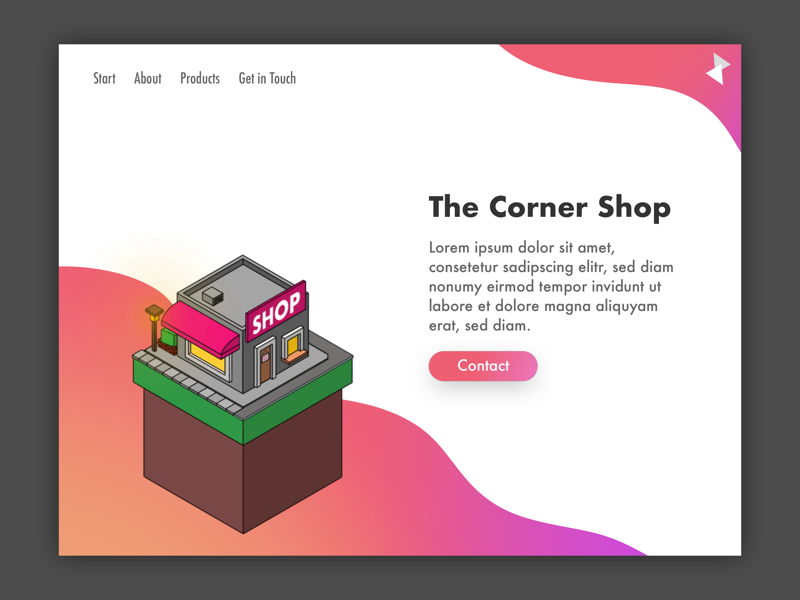 Start About Products Get in Touch
The Corner Shop
Lorem ipsum dolor sit amet,
consetetur sadipscing elitr, sed diam
nonumy eirmod tempor invidunt ut
labore et dolore magna aliquyam
erat, sed diam.
SHOP
Contact